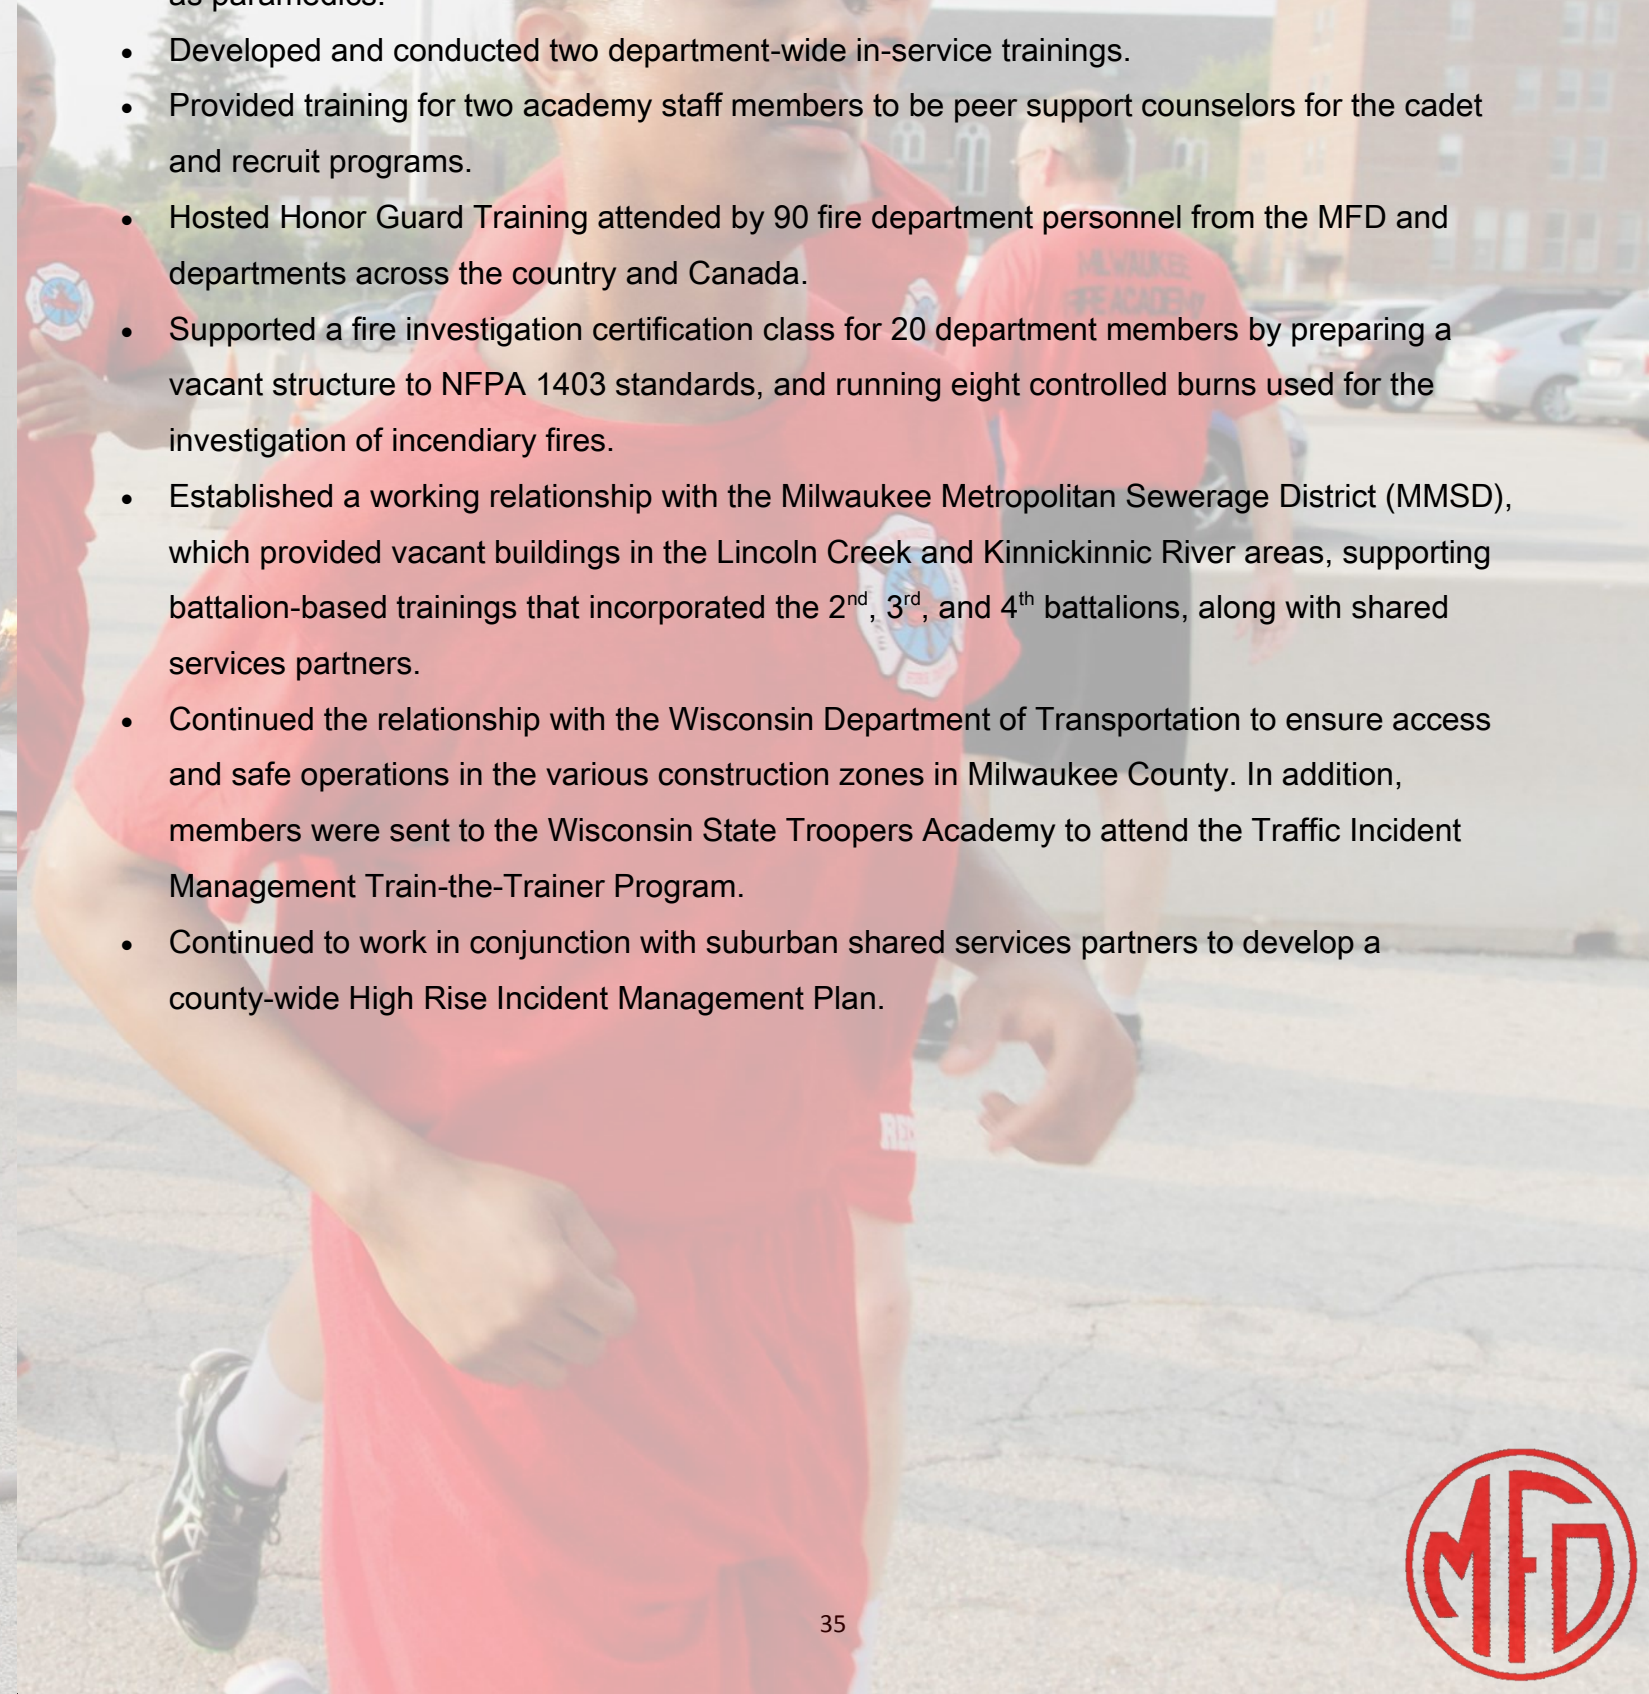 as paramedics.
• Developed and conducted two department-wide in-service trainings.
• Provided training for two academy staff members to be peer support counselors for the cadet
and recruit programs.
• Hosted Honor Guard Training attended by 90 fire department personnel from the MFD and
departments across the country and Canada.
• Supported a fire investigation certification class for 20 department members by preparing a
vacant structure to NFPA 1403 standards, and running eight controlled burns used for the
investigation of incendiary fires.
• Established a working relationship with the Milwaukee Metropolitan Sewerage District (MMSD),
which provided vacant buildings in the Lincoln Creek and Kinnickinnic River areas, supporting
battalion-based trainings that incorporated the 2nd, 3rd, and 4th battalions, along with shared
services partners.
• Continued the relationship with the Wisconsin Department of Transportation to ensure access
and safe operations in the various construction zones in Milwaukee County. In addition,
members were sent to the Wisconsin State Troopers Academy to attend the Traffic Incident
Management Train-the-Trainer Program.
• Continued to work in conjunction with suburban shared services partners to develop a
county-wide High Rise Incident Management Plan.
MILWAUKEE
FIRE ACADEMY
35
MFD